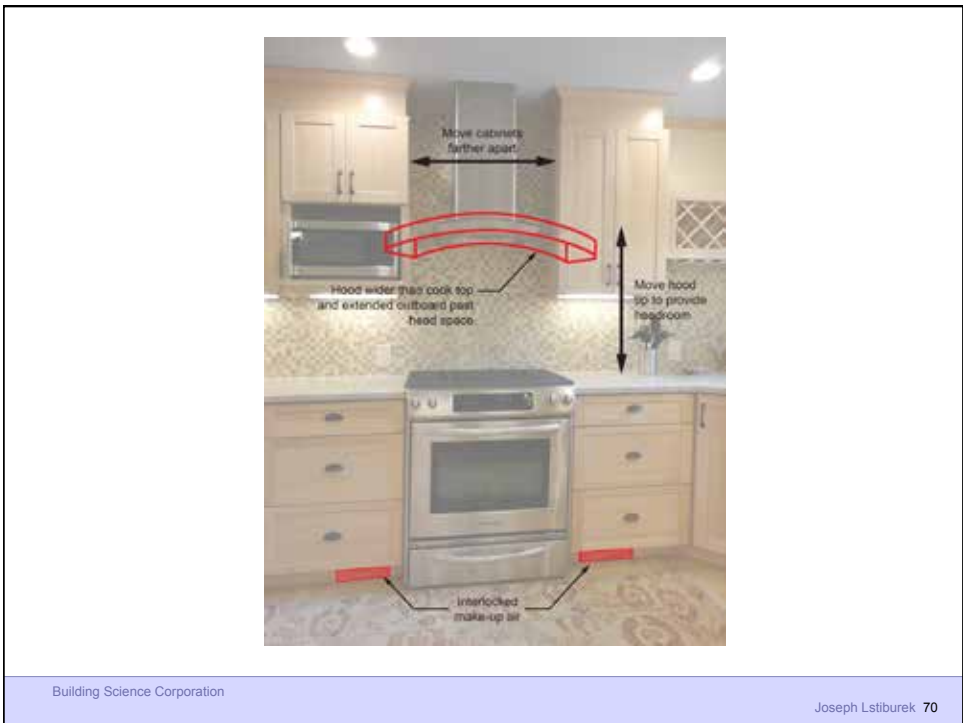 Move cabinets
farther apart
Hood wider than cook top
and extended outboard past
head space
Move hood
up to provide
headroom
Interlocked
make-up air
Building Science Corporation
Joseph Lstiburek 70